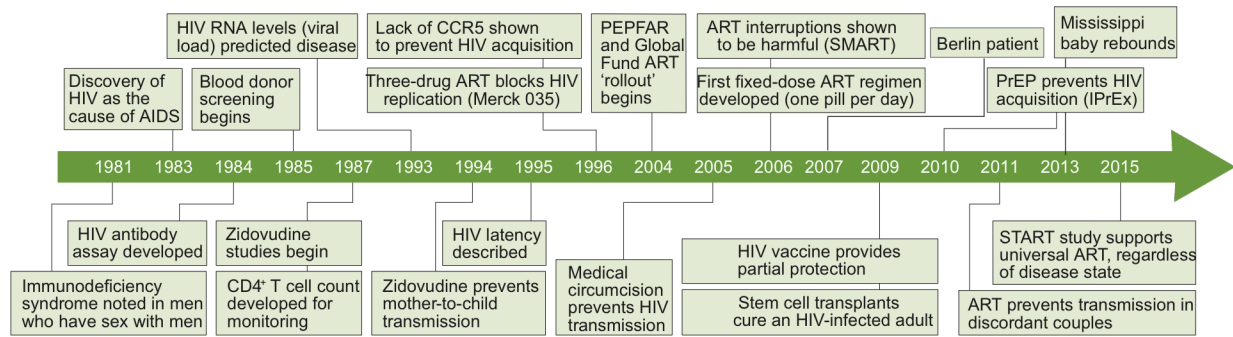 HIV RNA levels (viral
load) predicted disease
Lack of CCR5 shown
to prevent HIV acquisition
PEPFAR
and Global
Fund ART
‘rollout’
begins
ART interruptions shown
to be harmful (SMART)
Berlin patient
Mississippi
baby rebounds
Discovery of
HIV as the
cause of AIDS
Blood donor
screening
begins
Three-drug ART blocks HIV
replication (Merck 035)
First fixed-dose ART regimen
developed (one pill per day)
PrEP prevents HIV
acquisition (IPrEx)
1981 1983 1984 1985 1987 1993 1994 1995 1996 2004 2005 2006 2007 2009 2010 2011 2013 2015
HIV antibody
assay developed
Zidovudine
studies begin
HIV latency
described
HIV vaccine provides
partial protection
START study supports
universal ART, regardless
of disease state
Immunodeficiency
syndrome noted in men
who have sex with men
CD4⁺ T cell count
developed for
monitoring
Zidovudine prevents
mother-to-child
transmission
Medical
circumcision
prevents HIV
transmission
Stem cell transplants
cure an HIV-infected adult
ART prevents transmission in
discordant couples